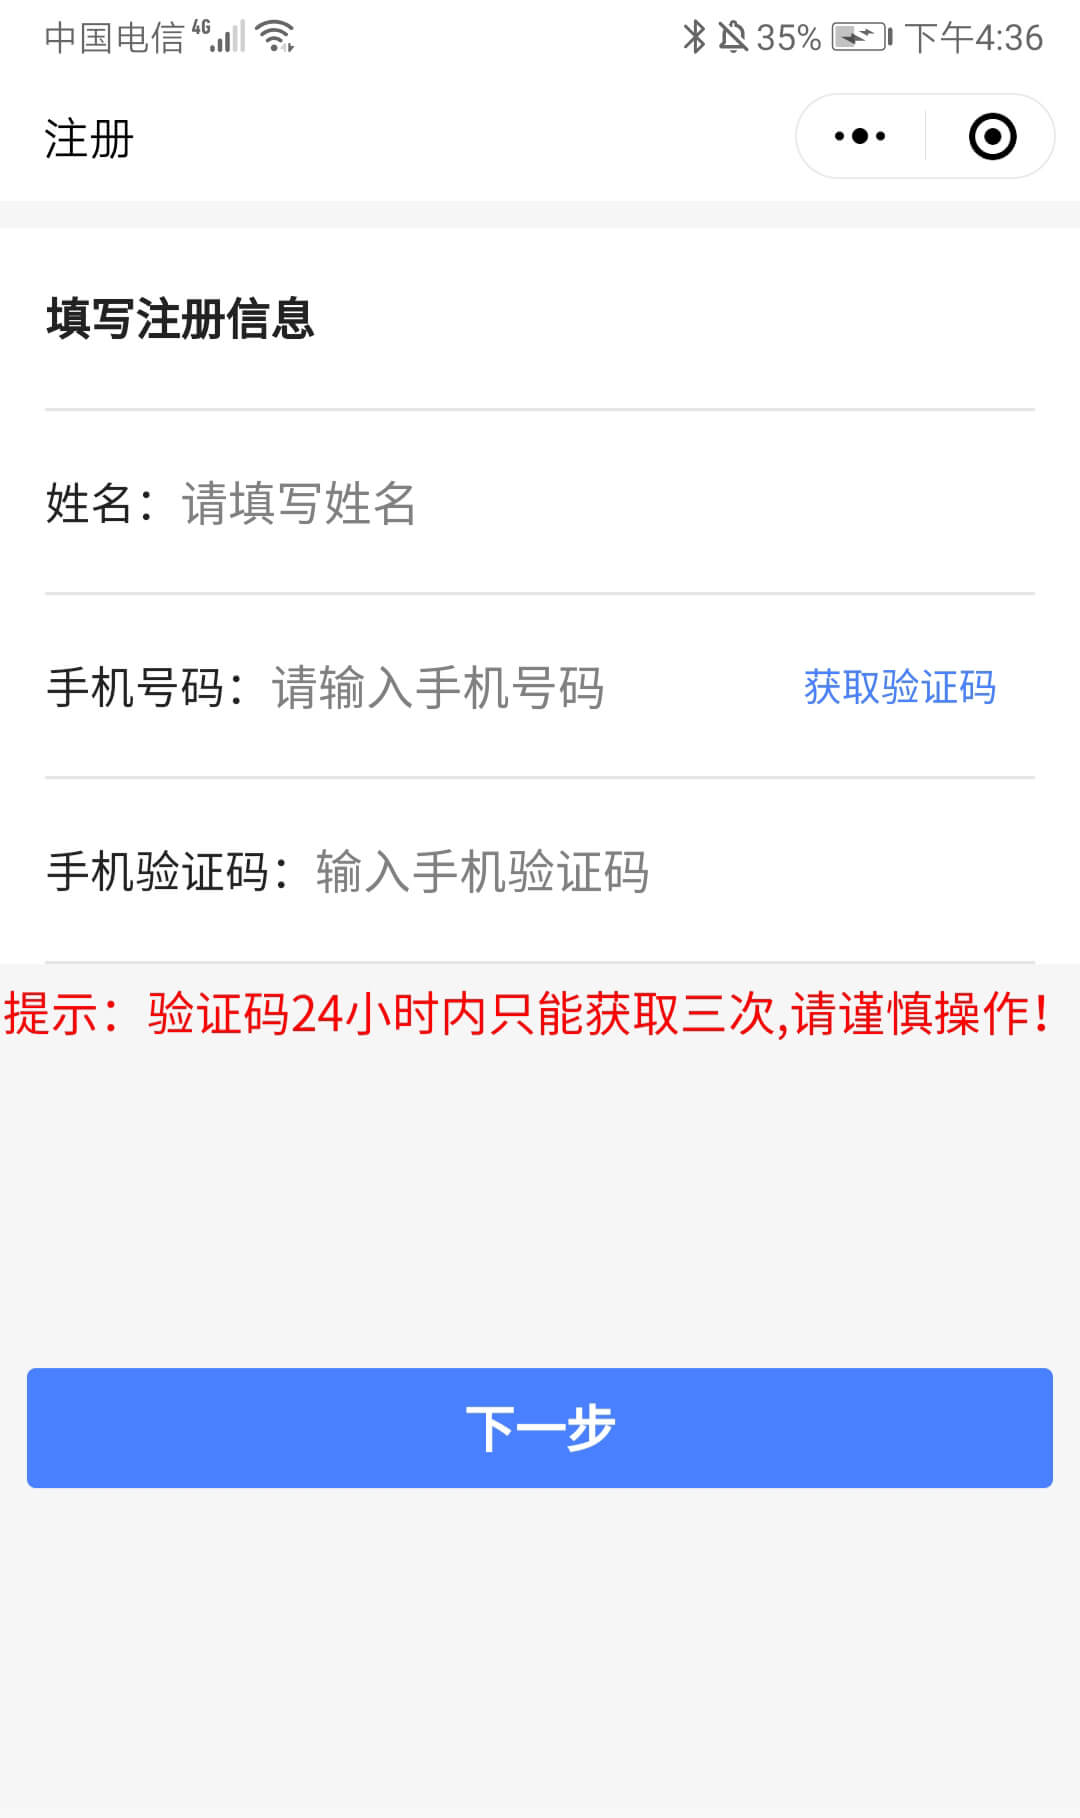 中国电信 4G 35% 下午4:36
注册
填写注册信息
姓名：请填写姓名
手机号码：请输入手机号码 获取验证码
手机验证码：输入手机验证码
提示：验证码24小时内只能获取三次,请谨慎操作！
下一步